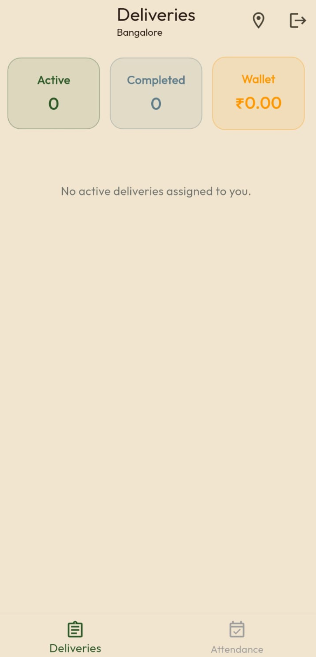 Deliveries
Bangalore
Active
0
Completed
0
Wallet
₹0.00
No active deliveries assigned to you.
Deliveries
Attendance